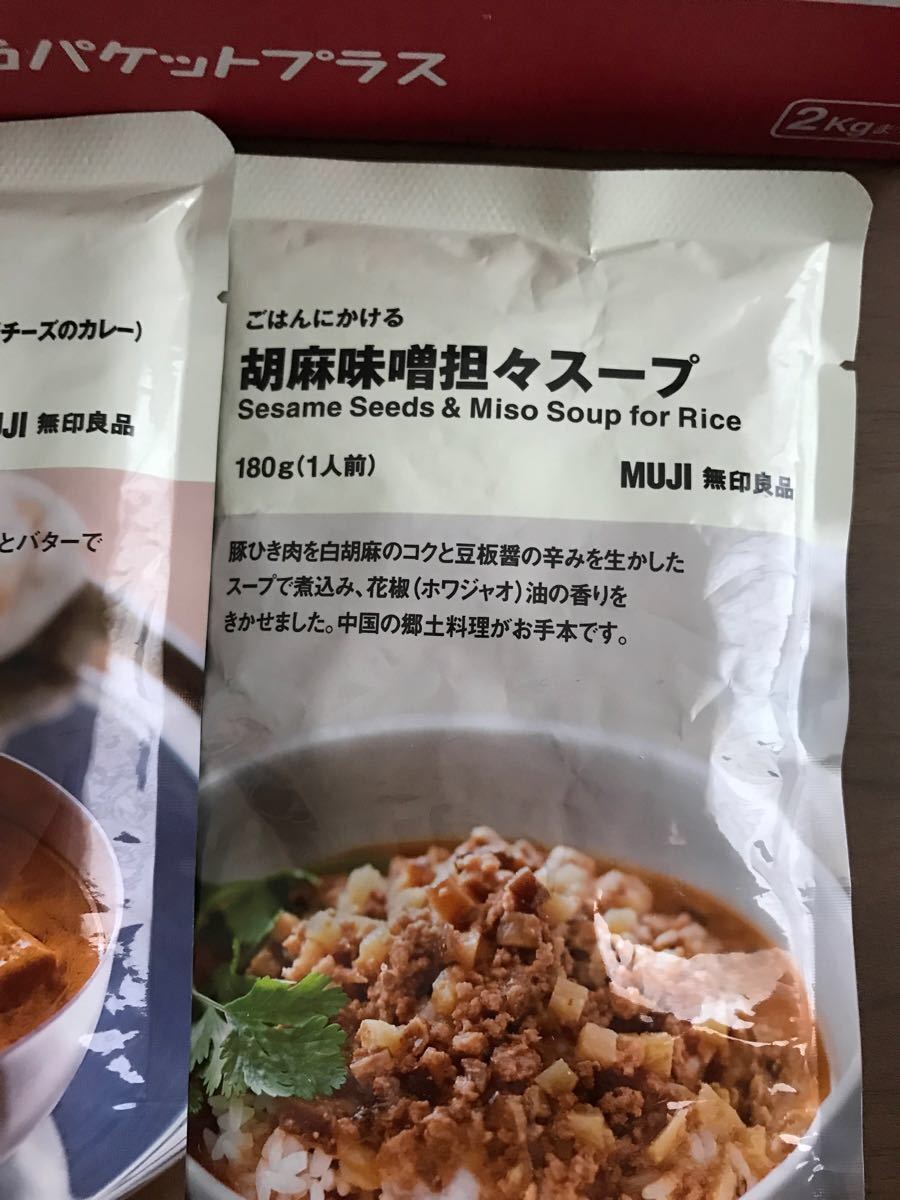 パケットプラス
2Kgま
チーズのカレー)
JI 無印良品
とバターで
ごはんにかける
胡麻味噌担々スープ
Sesame Seeds & Miso Soup for Rice
180g(1人前)
MUJI 無印良品
豚ひき肉を白胡麻のコクと豆板醤の辛みを生かした
スープで煮込み、花椒(ホワジャオ)油の香りを
きかせました。中国の郷土料理がお手本です。